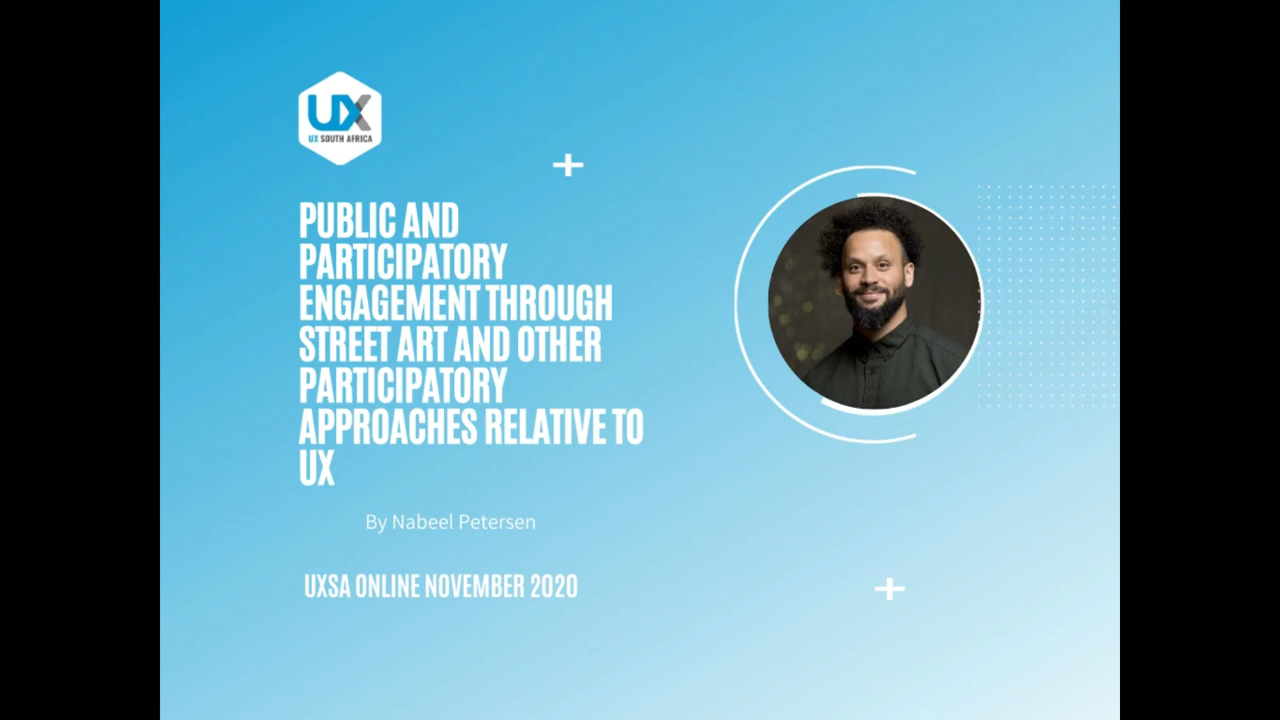 UX
UX SOUTH AFRICA
PUBLIC AND
PARTICIPATORY
ENGAGEMENT THROUGH
STREET ART AND OTHER
PARTICIPATORY
APPROACHES RELATIVE TO
UX
By Nabeel Petersen
UXSA ONLINE NOVEMBER 2020